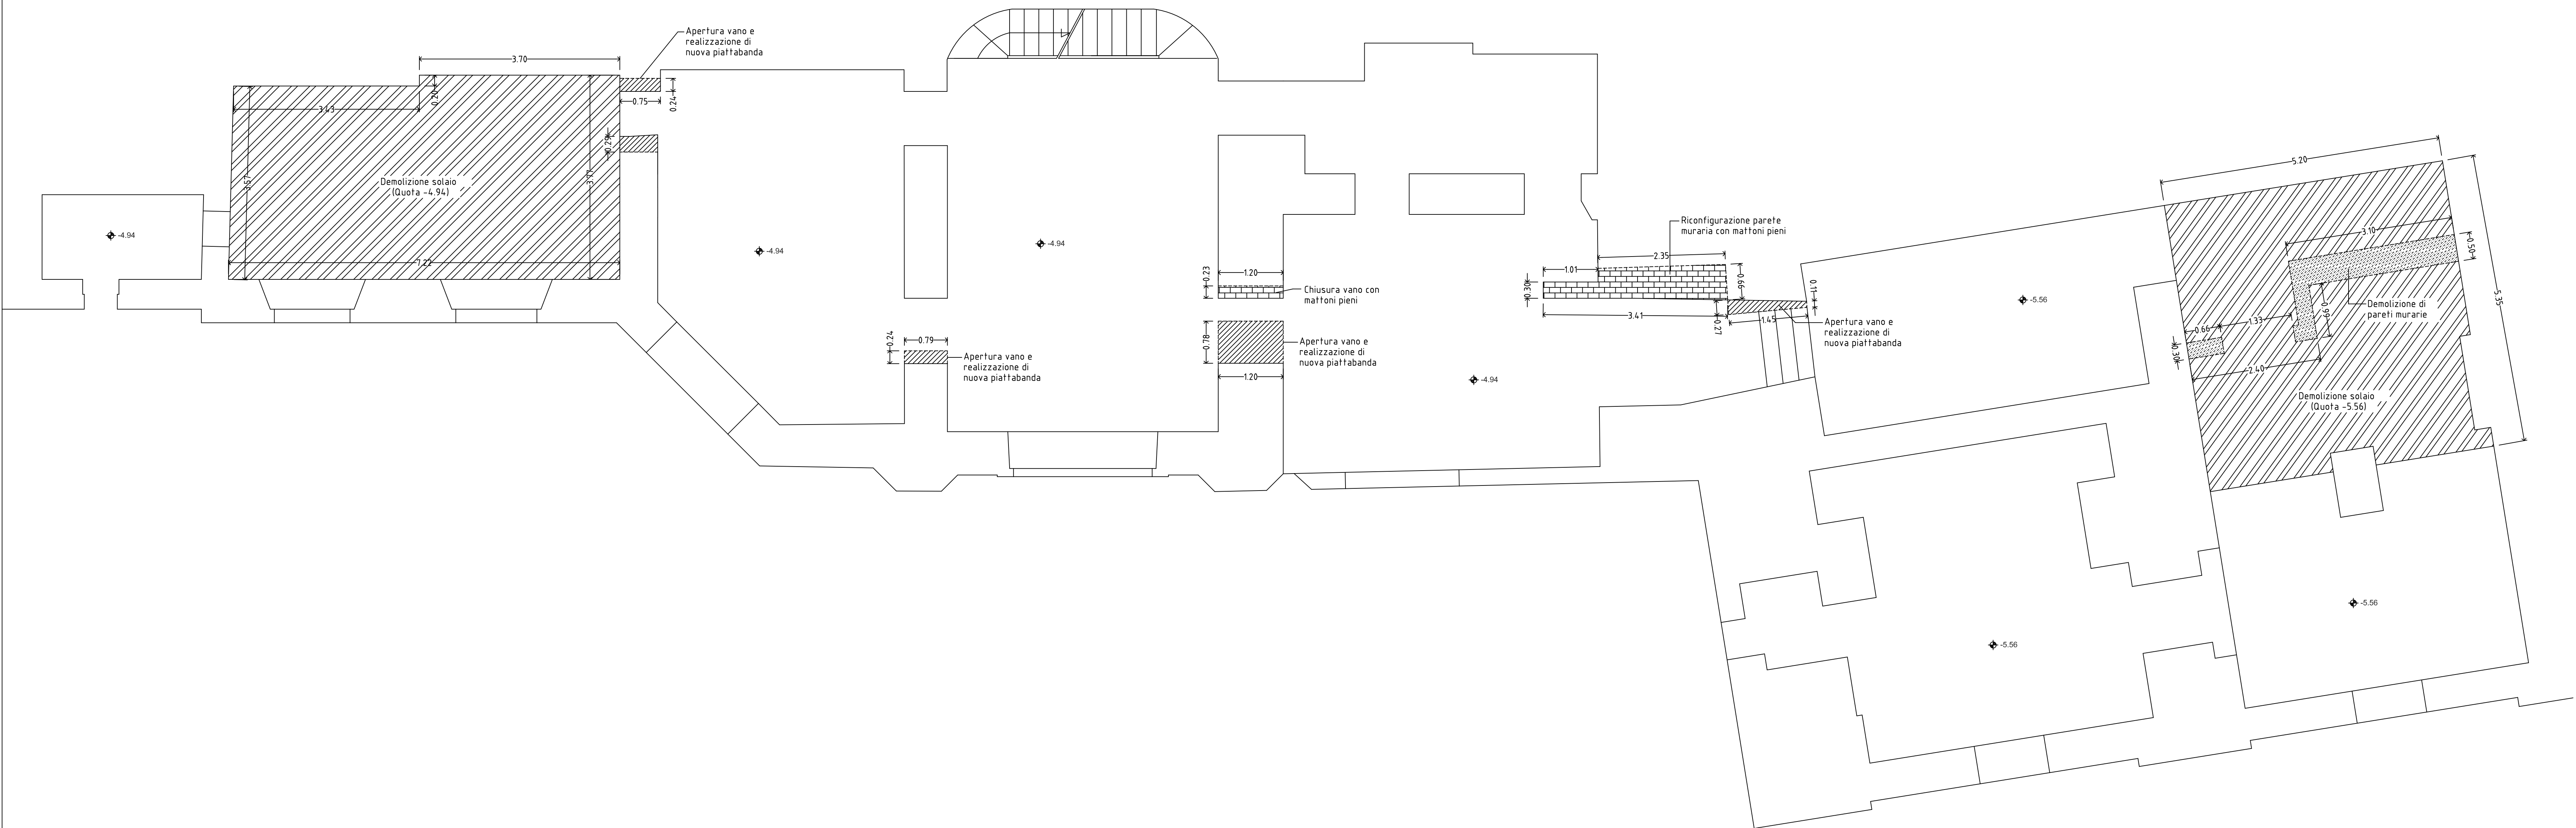 Apertura vano e
realizzazione di
nuova piattabanda
3.70
0.20
3.43
0.75
0.24
0.29
3.57
3.77
Demolizione solaio
(Quota -4.94)
7.22
-4.94
-4.94
-4.94
0.24
0.79
Apertura vano e
realizzazione di
nuova piattabanda
0.23
1.20
Chiusura vano con
mattoni pieni
0.78
1.20
Apertura vano e
realizzazione di
nuova piattabanda
-4.94
Riconfigurazione parete
muraria con mattoni pieni
1.01
2.35
0.30
0.66
3.41
0.27
1.45
0.11
Apertura vano e
realizzazione di
nuova piattabanda
-5.56
5.20
5.35
3.10
0.50
Demolizione di
pareti murarie
0.99
0.66
1.33
0.30
2.40
Demolizione solaio
(Quota -5.56)
-5.56
-5.56